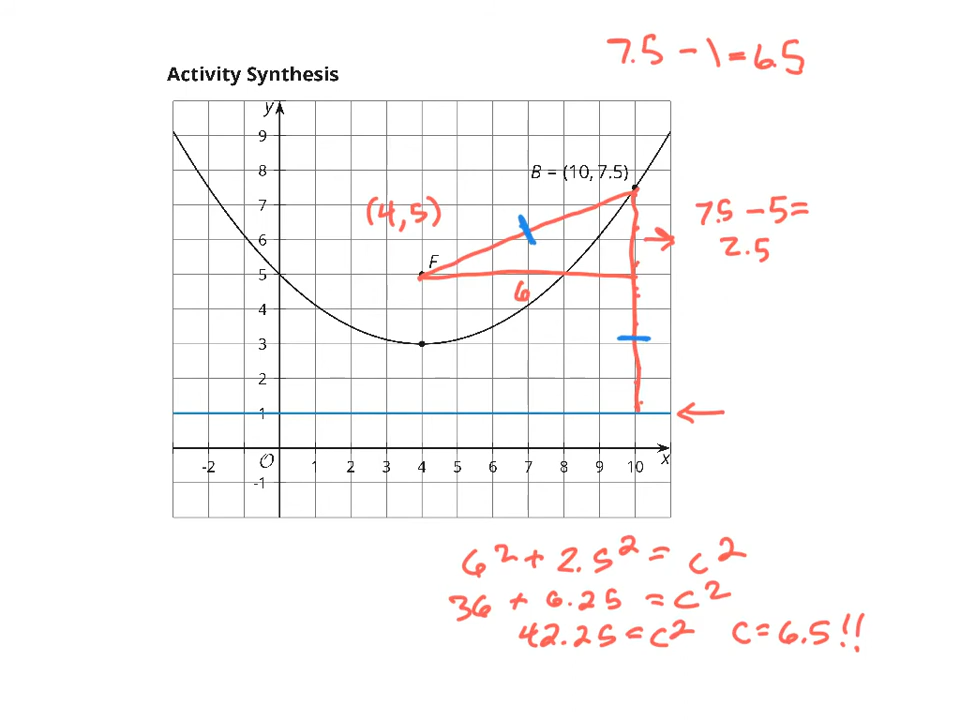 7.5 - 1 = 6.5
Activity Synthesis
y
9
8
7
6
5
4
3
2
1
-1
B = (10, 7.5)
(4,5)
F
6
7.5 - 5 =
2.5
-2
O
1
2
3
4
5
6
7
8
9
10
x
6² + 2.5² = c²
36 + 6.25 = c²
42.25 = c² c = 6.5!!